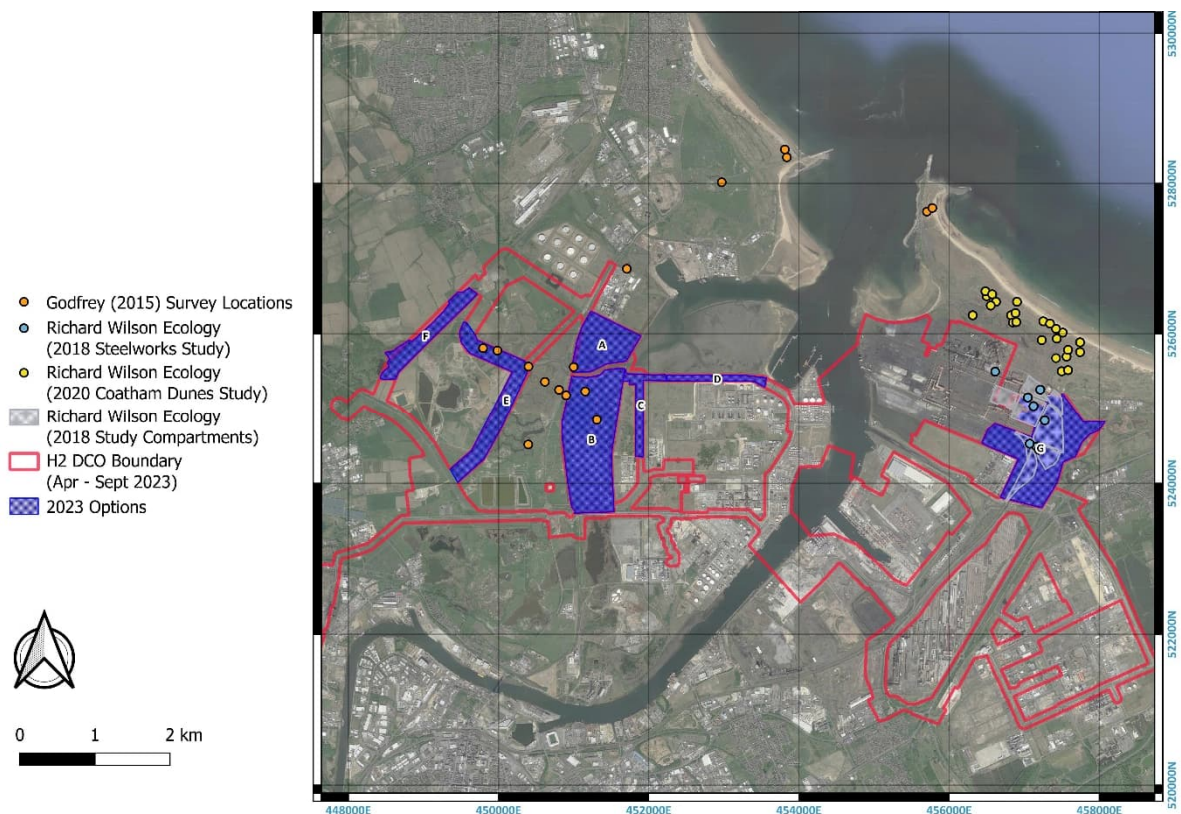 Godfrey (2015) Survey Locations
Richard Wilson Ecology
(2018 Steelworks Study)
Richard Wilson Ecology
(2020 Coatham Dunes Study)
Richard Wilson Ecology
(2018 Study Compartments)
H2 DCO Boundary
(Apr - Sept 2023)
2023 Options
0 1 2 km
A
F
D
E
C
B
G
530000N
528000N
526000N
524000N
522000N
520000N
448000E 450000E 452000E 454000E 456000E 458000E